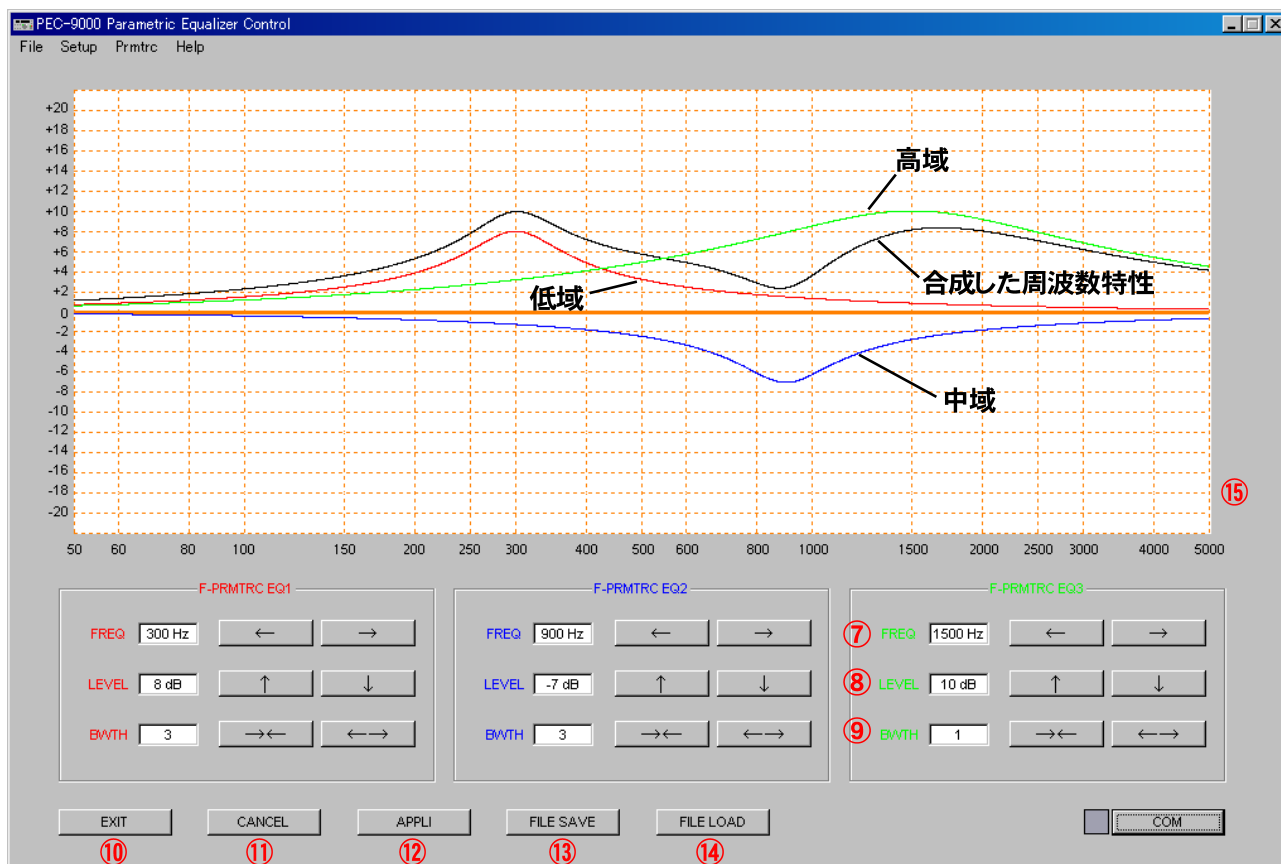 PEC-9000 Parametric Equalizer Control
File Setup Prmtrc Help
+20
+18
+16
+14
+12
+10
+8
+6
+4
+2
0
-2
-4
-6
-8
-10
-12
-14
-16
-18
-20
高域
合成した周波数特性
低域
中域
⑮
50 60 80 100 150 200 250 300 400 500 600 800 1000 1500 2000 2500 3000 4000 5000
F-PRMTRC EQ1
FREQ 300 Hz ← →
LEVEL 8 dB ↑ ↓
BWTH 3 →← ←→
F-PRMTRC EQ2
FREQ 900 Hz ← →
LEVEL -7 dB ↑ ↓
BWTH 3 →← ←→
F-PRMTRC EQ3
⑦ FREQ 1500 Hz ← →
⑧ LEVEL 10 dB ↑ ↓
⑨ BWTH 1 →← ←→
EXIT CANCEL APPLI FILE SAVE FILE LOAD COM
⑩ ⑪ ⑫ ⑬ ⑭